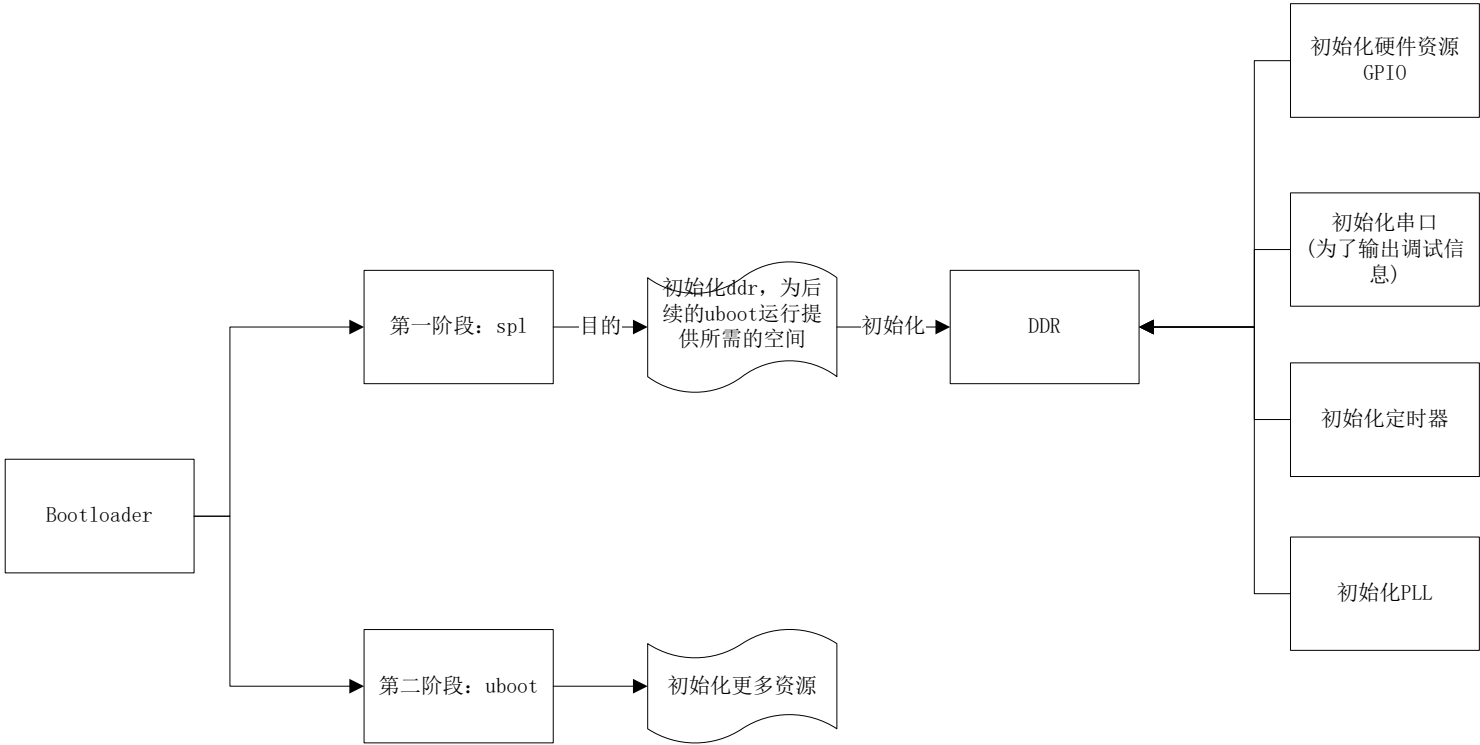 初始化硬件资源
GPIO
初始化串口
(为了输出调试信
息)
第一阶段：spl
目的
初始化ddr，为后
续的uboot运行提
供所需的空间
初始化
DDR
初始化定时器
Bootloader
初始化PLL
第二阶段：uboot
初始化更多资源